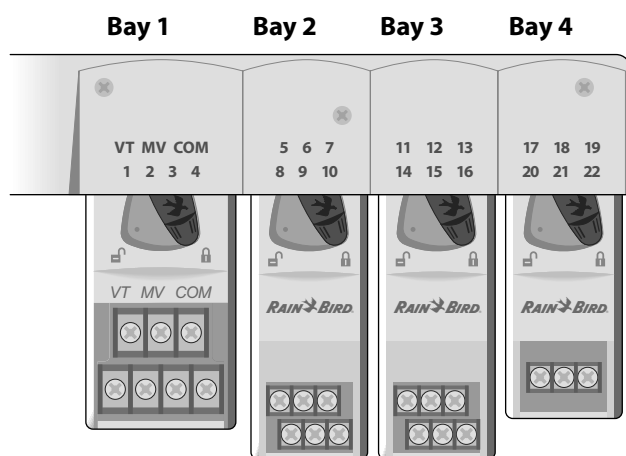 Bay 1 Bay 2 Bay 3 Bay 4
VT MV COM 5 6 7 11 12 13 17 18 19
1 2 3 4 8 9 10 14 15 16 20 21 22
VT MV COM
RAIN BIRD. RAIN BIRD. RAIN BIRD.